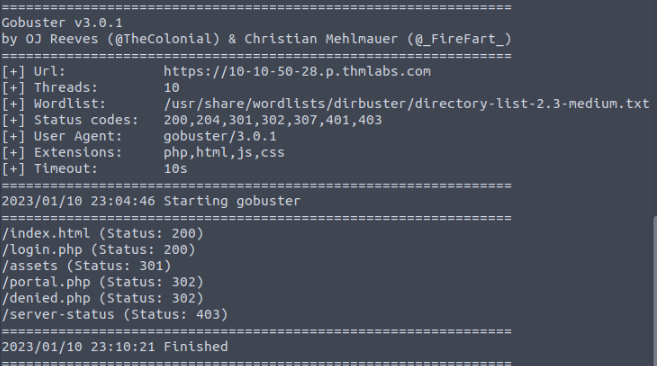 ===============================================================
Gobuster v3.0.1
by OJ Reeves (@TheColonial) & Christian Mehlmauer (@_FireFart_)
===============================================================
[+] Url:            https://10-10-50-28.p.thmlabs.com
[+] Threads:        10
[+] Wordlist:       /usr/share/wordlists/dirbuster/directory-list-2.3-medium.txt
[+] Status codes:   200,204,301,302,307,401,403
[+] User Agent:     gobuster/3.0.1
[+] Extensions:     php,html,js,css
[+] Timeout:        10s
===============================================================
2023/01/10 23:04:46 Starting gobuster
===============================================================
/index.html (Status: 200)
/login.php (Status: 200)
/assets (Status: 301)
/portal.php (Status: 302)
/denied.php (Status: 302)
/server-status (Status: 403)
===============================================================
2023/01/10 23:10:21 Finished
===============================================================